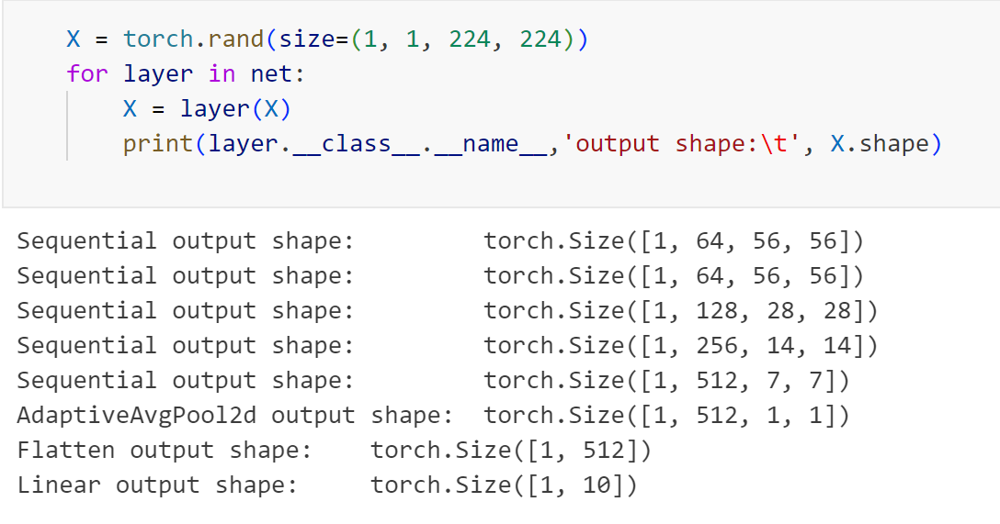 X = torch.rand(size=(1, 1, 224, 224))
for layer in net:
    X = layer(X)
    print(layer.__class__.__name__,'output shape:\t', X.shape)
Sequential output shape:         torch.Size([1, 64, 56, 56])
Sequential output shape:         torch.Size([1, 64, 56, 56])
Sequential output shape:         torch.Size([1, 128, 28, 28])
Sequential output shape:         torch.Size([1, 256, 14, 14])
Sequential output shape:         torch.Size([1, 512, 7, 7])
AdaptiveAvgPool2d output shape:  torch.Size([1, 512, 1, 1])
Flatten output shape:    torch.Size([1, 512])
Linear output shape:     torch.Size([1, 10])